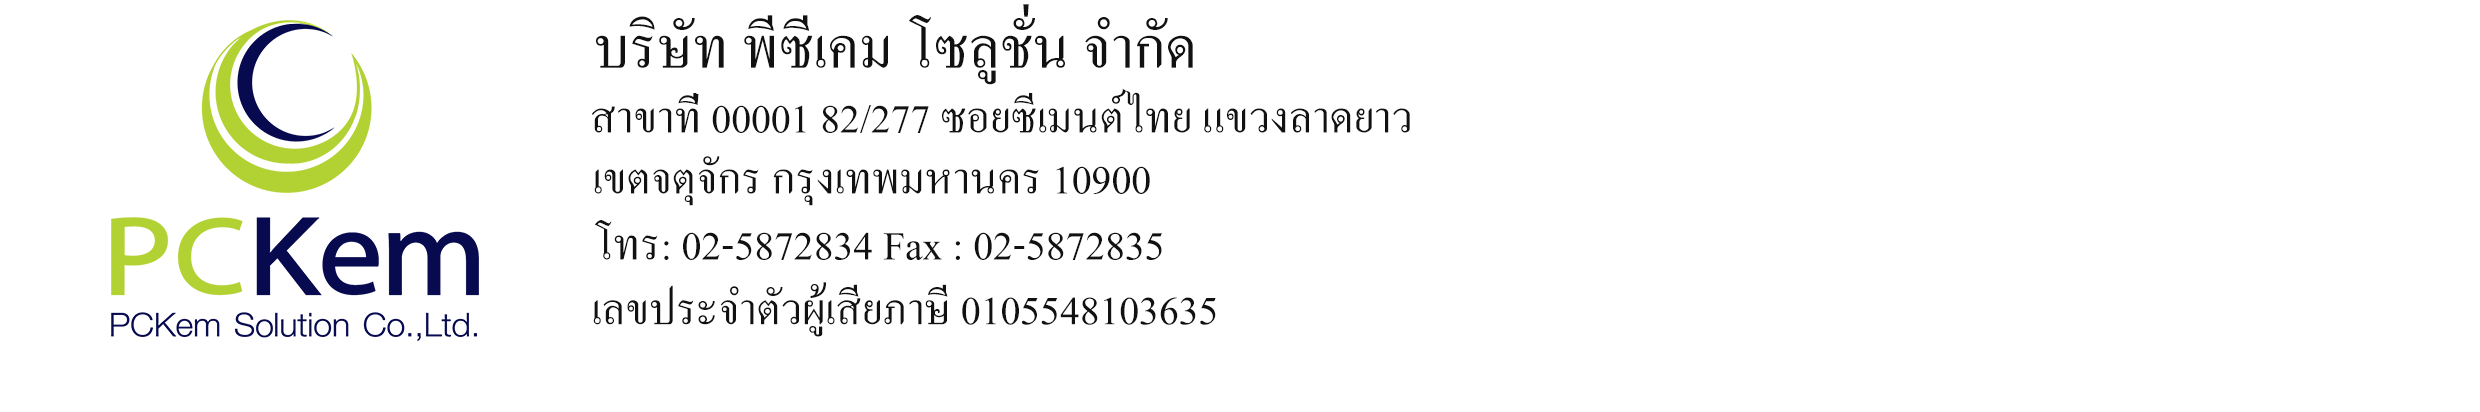 บริษัท พีซีเคม โซลูชั่น จำกัด
สาขาที่ 00001 82/277 ซอยซีเมนต์ไทย แขวงลาดยาว
เขตจตุจักร กรุงเทพมหานคร 10900
โทร: 02-5872834 Fax : 02-5872835
เลขประจำตัวผู้เสียภาษี 0105548103635
PCKem
PCKem Solution Co.,Ltd.